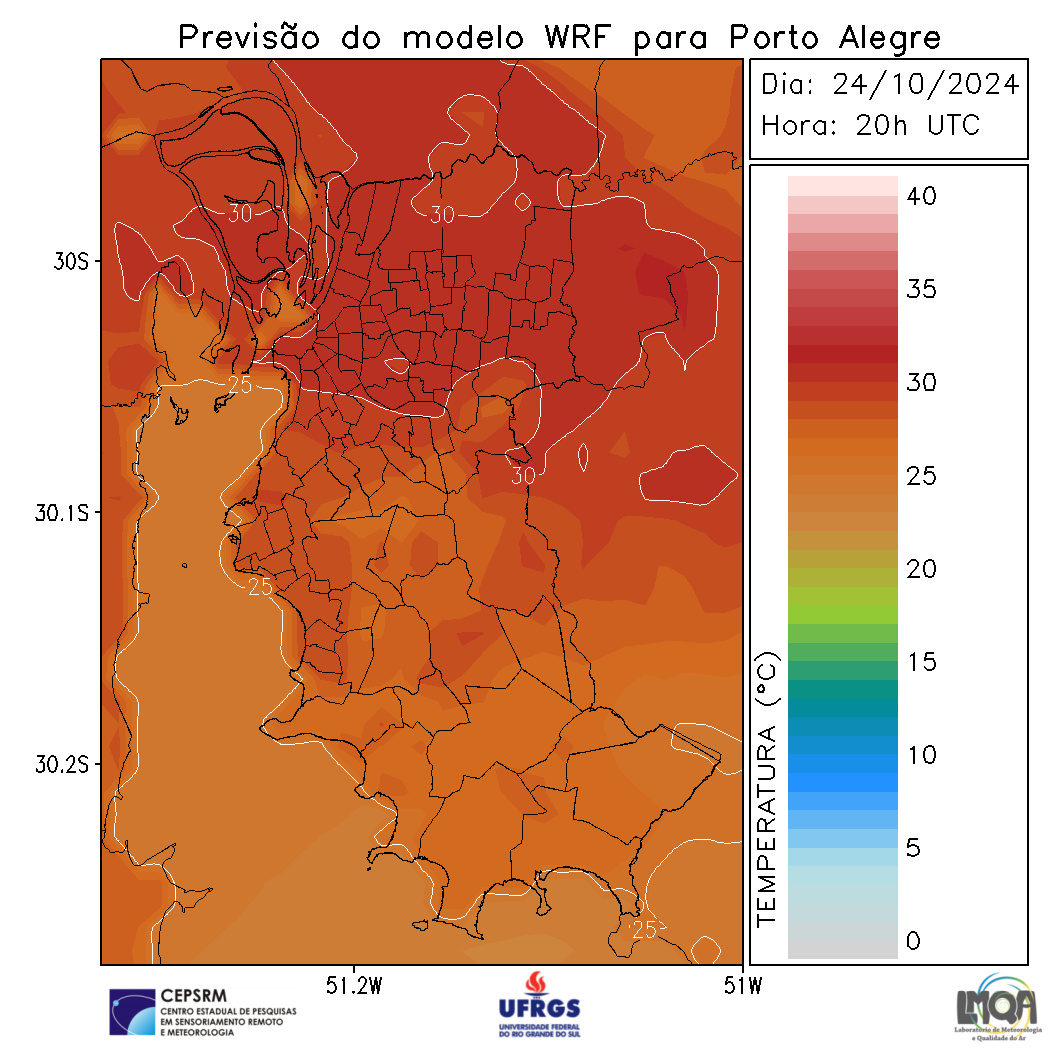 Previsão do modelo WRF para Porto Alegre
Dia: 24/10/2024
Hora: 20h UTC
30S
30.1S
30.2S
51.2W
51W
30
30
25
30
25
25
TEMPERATURA (°C)
40
35
30
25
20
15
10
5
0
CEPSRM
CENTRO ESTADUAL DE PESQUISAS
EM SENSORIAMENTO REMOTO
E METEOROLOGIA
UFRGS
UNIVERSIDADE FEDERAL
DO RIO GRANDE DO SUL
LMQA
Laboratório de Meteorologia
e Qualidade do Ar